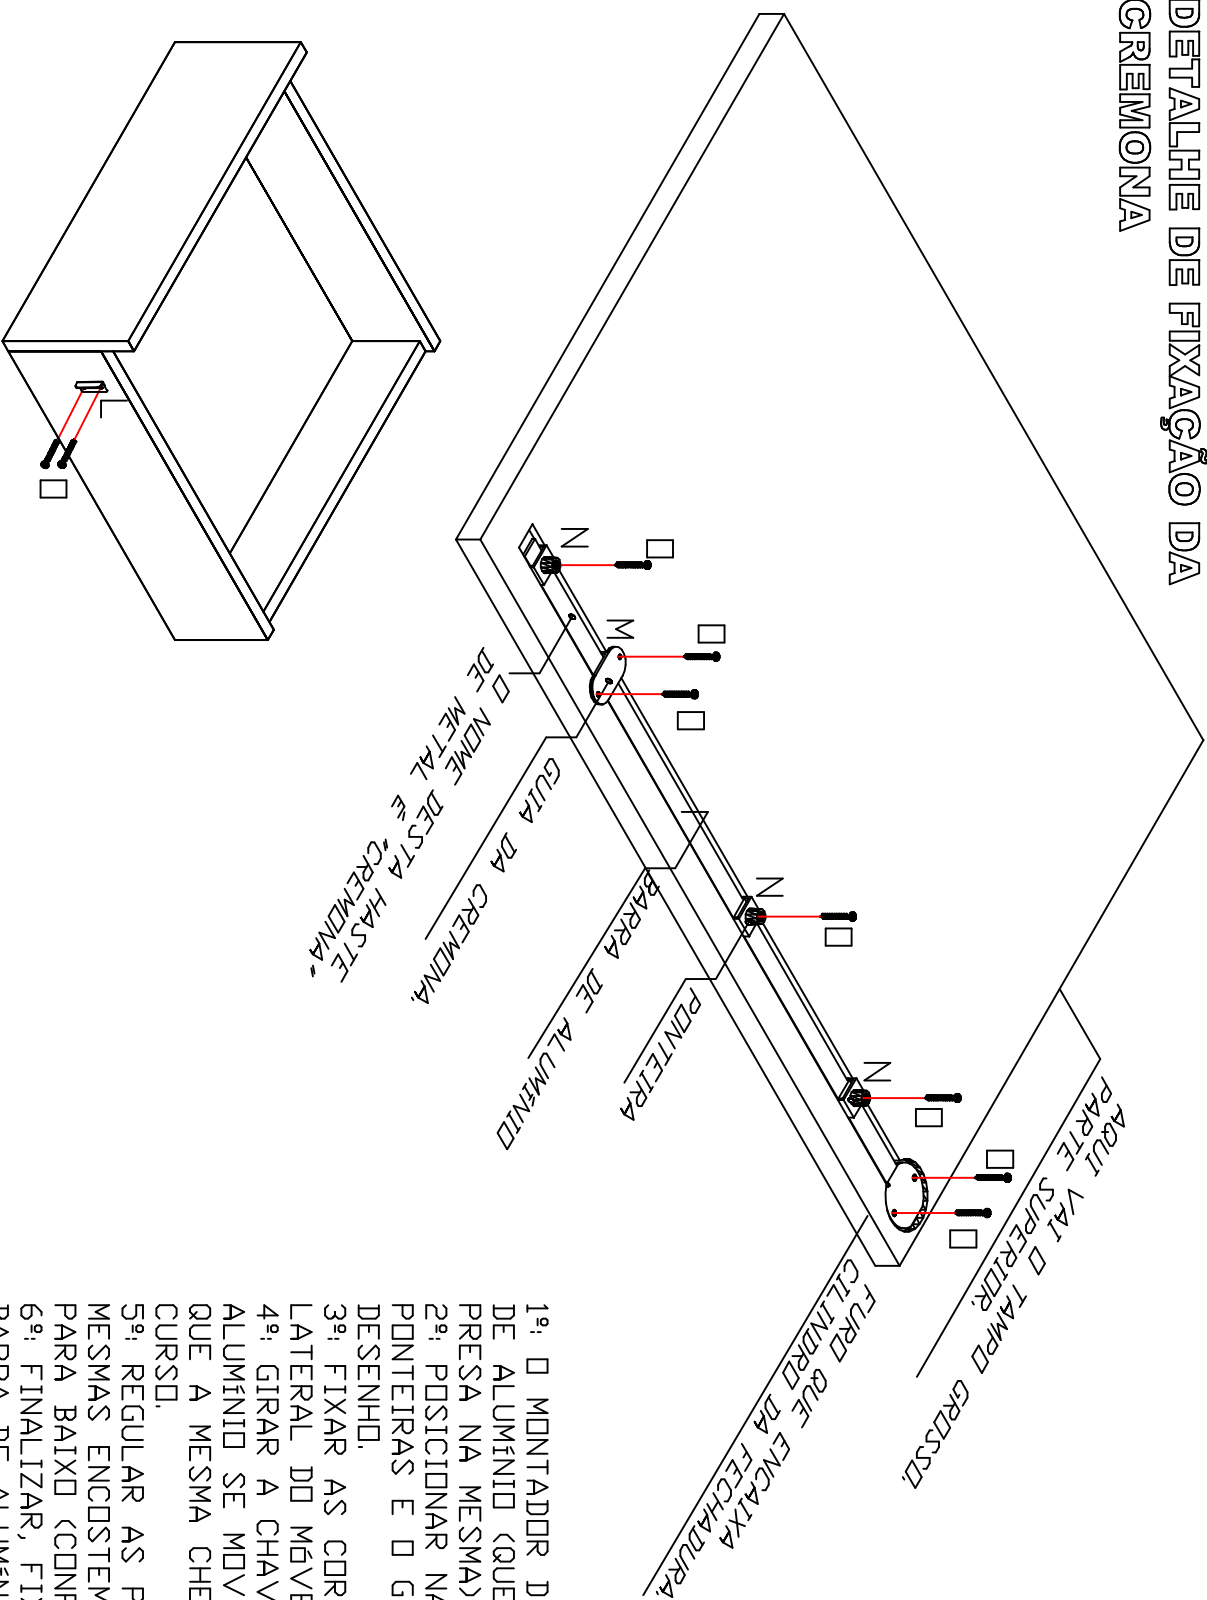 DETALHE DE FIXAÇÃO DA
CREMONA
AQUI VAI O TAMPO GROSSO,
PARTE SUPERIOR.
FURO QUE ENCAIXA
CILINDRO DA FECHADURA.
N
PONTEIRA
BARRA DE ALUMÍNIO
N
M
GUIA DA CREMONA.
N
O NOME DESTA HASTE
DE METAL É "CREMONA"
1º: O MONTADOR D
DE ALUMÍNIO (QUE
PRESA NA MESMA)
2º: POSICIONAR NA
PONTEIRAS E O G
DESENHO.
3º: FIXAR AS COR
LATERAL DO MÓVE
4º: GIRAR A CHAV
ALUMÍNIO SE MOV
QUE A MESMA CHE
CURSO.
5º: REGULAR AS P
MESMAS ENCOSTEM
PARA BAIXO (CONF
6º: FINALIZAR, FIX
BARRA DE ALUMÍN